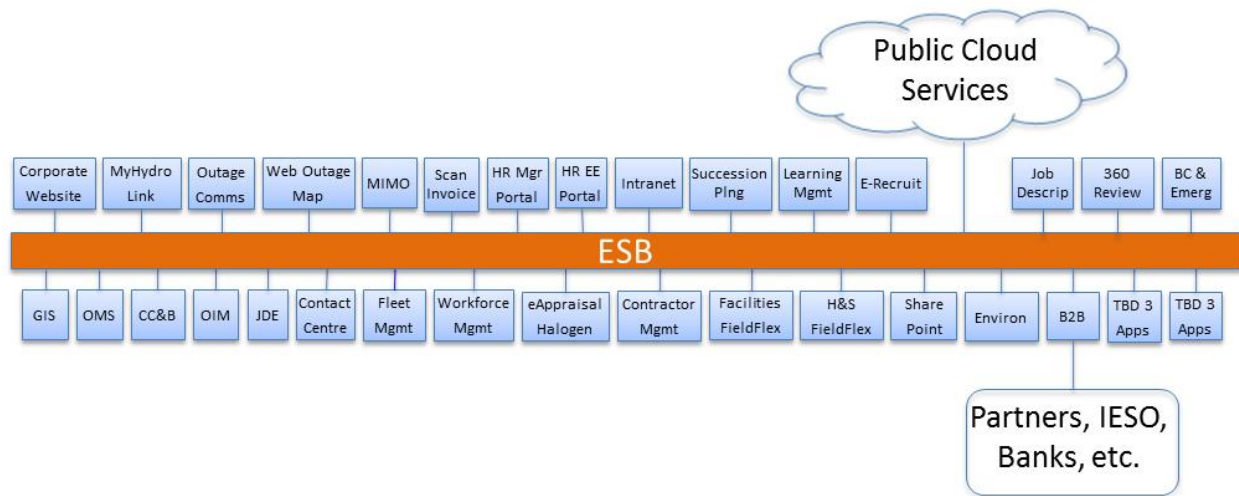 Public Cloud
Services
Corporate
Website
MyHydro
Link
Outage
Comms
Web Outage
Map
MIMO
Scan
Invoice
HR Mgr
Portal
HR EE
Portal
Intranet
Succession
Plng
Learning
Mgmt
E-Recruit
Job
Descrip
360
Review
BC &
Emerg
ESB
GIS
OMS
CC&B
OIM
JDE
Contact
Centre
Fleet
Mgmt
Workforce
Mgmt
eAppraisal
Halogen
Contractor
Mgmt
Facilities
FieldFlex
H&S
FieldFlex
Share
Point
Environ
B2B
TBD 3
Apps
TBD 3
Apps
Partners, IESO,
Banks, etc.